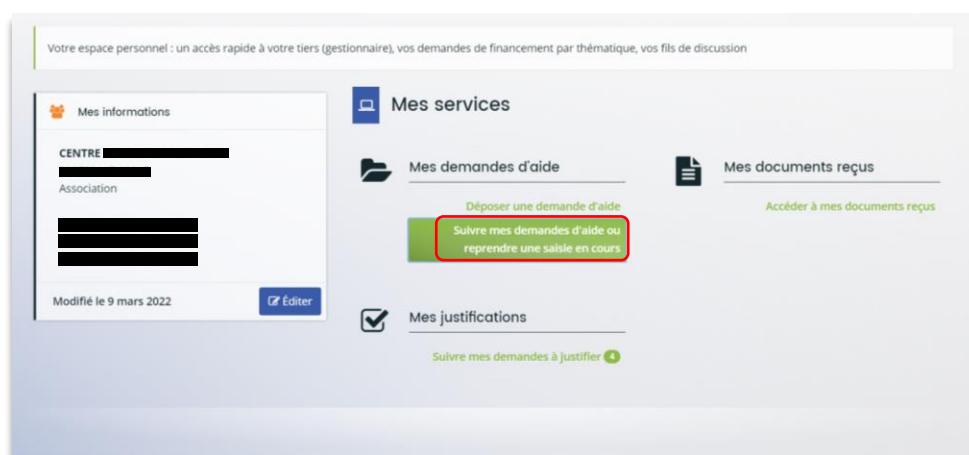 Votre espace personnel : un accès rapide à votre tiers (gestionnaire), vos demandes de financement par thématique, vos fils de discussion
Mes informations
CENTRE
Association
Modifié le 9 mars 2022
Éditer
Mes services
Mes demandes d'aide
Déposer une demande d'aide
Suivre mes demandes d'aide ou
reprendre une saisie en cours
Mes documents reçus
Accéder à mes documents reçus
Mes justifications
Suivre mes demandes à justifier 4